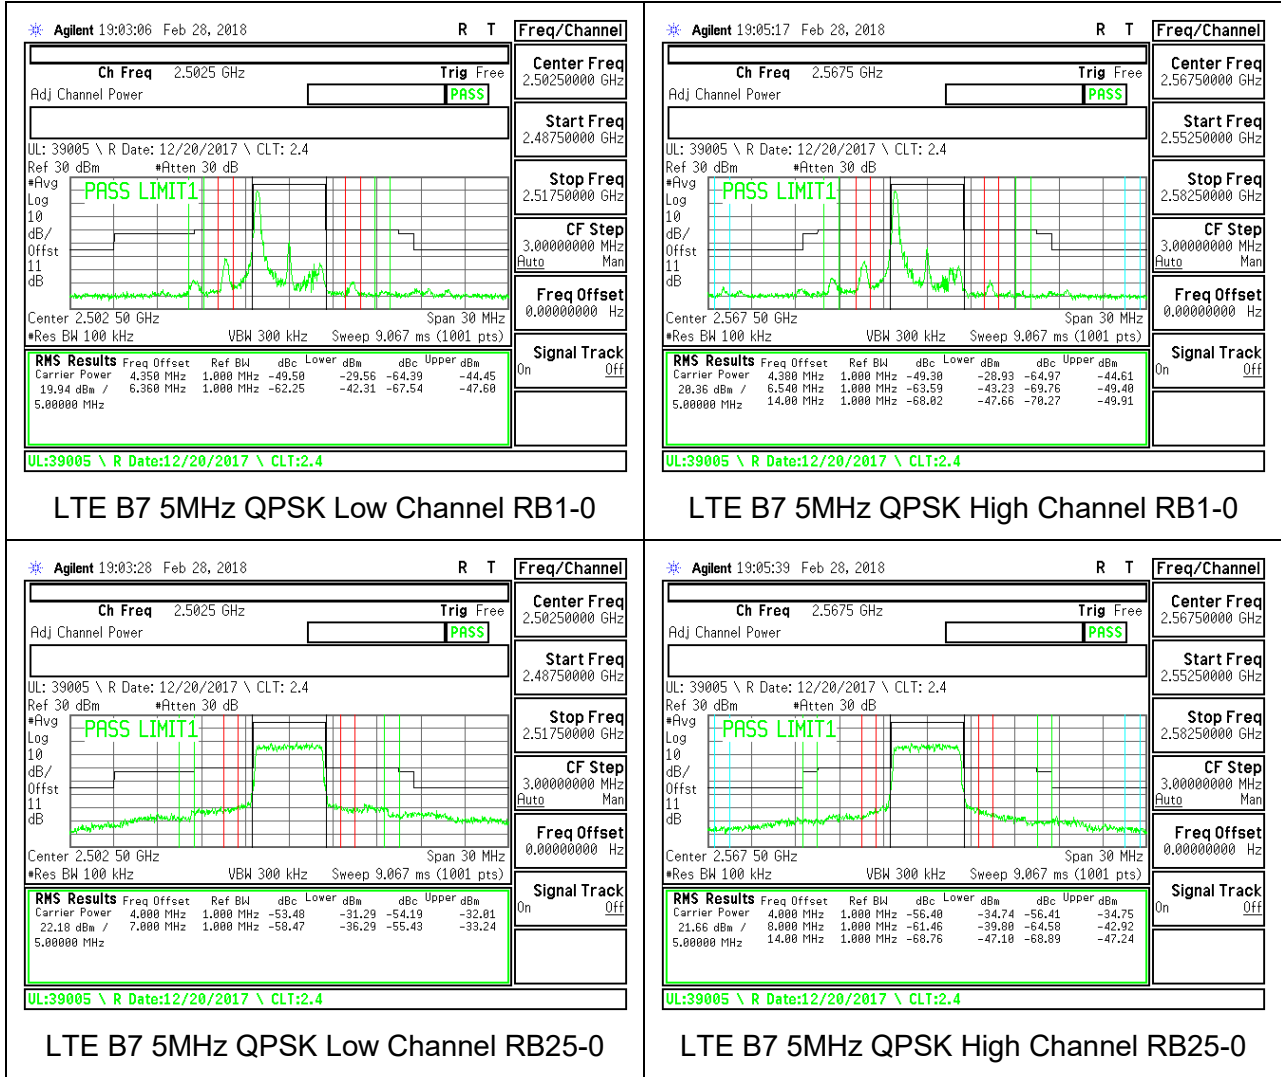 Agilent 19:03:06 Feb 28, 2018 R T Freq/Channel
Ch Freq 2.5025 GHz Trig Free
Adj Channel Power PASS
Center Freq
2.50250000 GHz
Start Freq
2.48750000 GHz
Stop Freq
2.51750000 GHz
CF Step
3.00000000 MHz
Auto Man
Freq Offset
0.00000000 Hz
Signal Track
On Off
UL: 39005 \ R Date: 12/20/2017 \ CLT: 2.4
Ref 30 dBm #Atten 30 dB
#Avg
Log
10
dB/
Offst
11
dB
PASS LIMIT1
Center 2.502 50 GHz Span 30 MHz
#Res BW 100 kHz VBW 300 kHz Sweep 9.067 ms (1001 pts)
RMS Results Freq Offset Ref BW dBc Lower dBm dBc Upper dBm
Carrier Power 4.350 MHz 1.000 MHz -49.50 -29.56 -64.39 -44.45
19.94 dBm / 6.360 MHz 1.000 MHz -62.25 -42.31 -67.54 -47.60
5.00000 MHz
UL:39005 \ R Date:12/20/2017 \ CLT:2.4
LTE B7 5MHz QPSK Low Channel RB1-0
Agilent 19:05:17 Feb 28, 2018 R T Freq/Channel
Ch Freq 2.5675 GHz Trig Free
Adj Channel Power PASS
Center Freq
2.56750000 GHz
Start Freq
2.55250000 GHz
Stop Freq
2.58250000 GHz
CF Step
3.00000000 MHz
Auto Man
Freq Offset
0.00000000 Hz
Signal Track
On Off
UL: 39005 \ R Date: 12/20/2017 \ CLT: 2.4
Ref 30 dBm #Atten 30 dB
#Avg
Log
10
dB/
Offst
11
dB
PASS LIMIT1
Center 2.567 50 GHz Span 30 MHz
#Res BW 100 kHz VBW 300 kHz Sweep 9.067 ms (1001 pts)
RMS Results Freq Offset Ref BW dBc Lower dBm dBc Upper dBm
Carrier Power 4.380 MHz 1.000 MHz -49.30 -28.93 -64.97 -44.61
20.36 dBm / 6.540 MHz 1.000 MHz -63.59 -43.23 -69.76 -49.40
5.00000 MHz 14.00 MHz 1.000 MHz -68.02 -47.66 -70.27 -49.91
UL:39005 \ R Date:12/20/2017 \ CLT:2.4
LTE B7 5MHz QPSK High Channel RB1-0
Agilent 19:03:28 Feb 28, 2018 R T Freq/Channel
Ch Freq 2.5025 GHz Trig Free
Adj Channel Power PASS
Center Freq
2.50250000 GHz
Start Freq
2.48750000 GHz
Stop Freq
2.51750000 GHz
CF Step
3.00000000 MHz
Auto Man
Freq Offset
0.00000000 Hz
Signal Track
On Off
UL: 39005 \ R Date: 12/20/2017 \ CLT: 2.4
Ref 30 dBm #Atten 30 dB
#Avg
Log
10
dB/
Offst
11
dB
PASS LIMIT1
Center 2.502 50 GHz Span 30 MHz
#Res BW 100 kHz VBW 300 kHz Sweep 9.067 ms (1001 pts)
RMS Results Freq Offset Ref BW dBc Lower dBm dBc Upper dBm
Carrier Power 4.000 MHz 1.000 MHz -53.48 -31.29 -54.19 -32.01
22.18 dBm / 7.000 MHz 1.000 MHz -58.47 -36.29 -55.43 -33.24
5.00000 MHz
UL:39005 \ R Date:12/20/2017 \ CLT:2.4
LTE B7 5MHz QPSK Low Channel RB25-0
Agilent 19:05:39 Feb 28, 2018 R T Freq/Channel
Ch Freq 2.5675 GHz Trig Free
Adj Channel Power PASS
Center Freq
2.56750000 GHz
Start Freq
2.55250000 GHz
Stop Freq
2.58250000 GHz
CF Step
3.00000000 MHz
Auto Man
Freq Offset
0.00000000 Hz
Signal Track
On Off
UL: 39005 \ R Date: 12/20/2017 \ CLT: 2.4
Ref 30 dBm #Atten 30 dB
#Avg
Log
10
dB/
Offst
11
dB
PASS LIMIT1
Center 2.567 50 GHz Span 30 MHz
#Res BW 100 kHz VBW 300 kHz Sweep 9.067 ms (1001 pts)
RMS Results Freq Offset Ref BW dBc Lower dBm dBc Upper dBm
Carrier Power 4.000 MHz 1.000 MHz -56.40 -34.74 -56.41 -34.75
21.66 dBm / 8.000 MHz 1.000 MHz -61.46 -39.80 -64.58 -42.92
5.00000 MHz 14.00 MHz 1.000 MHz -68.76 -47.10 -68.89 -47.24
UL:39005 \ R Date:12/20/2017 \ CLT:2.4
LTE B7 5MHz QPSK High Channel RB25-0